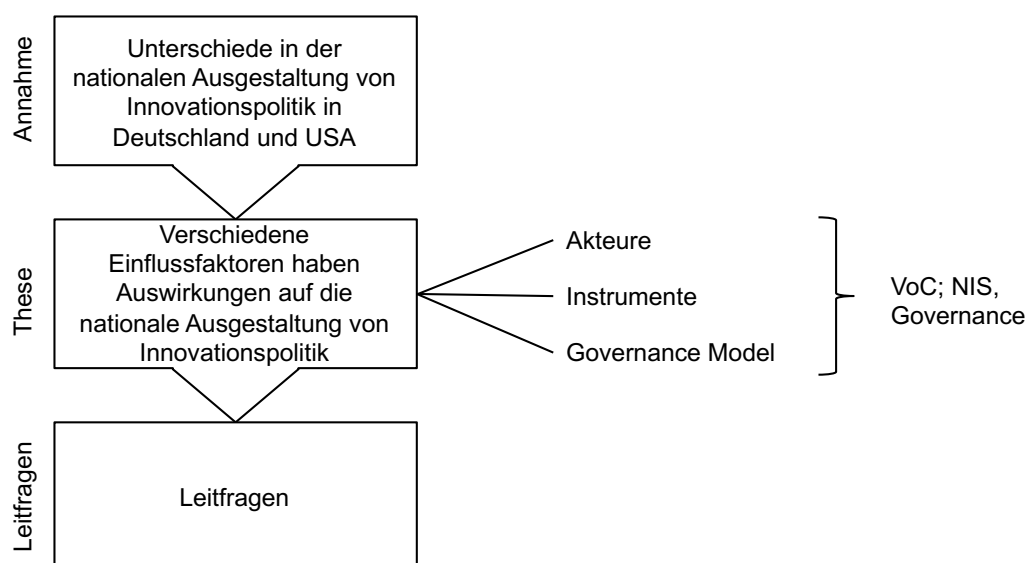 Annahme
Unterschiede in der
nationalen Ausgestaltung von
Innovationspolitik in
Deutschland und USA
These
Verschiedene
Einflussfaktoren haben
Auswirkungen auf die
nationale Ausgestaltung von
Innovationspolitik
Akteure
Instrumente
Governance Model
VoC; NIS,
Governance
Leitfragen
Leitfragen